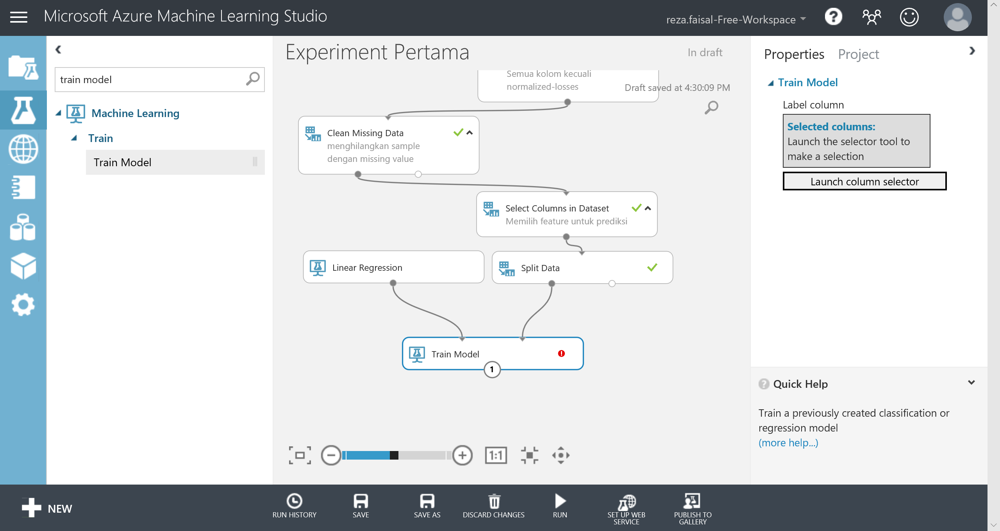 Microsoft Azure Machine Learning Studio
reza.faisal-Free-Workspace
?
train model
Machine Learning
Train
Train Model
Experiment Pertama
In draft
Semua kolom kecuali
normalized-losses
Draft saved at 4:30:09 PM
Clean Missing Data
menghilangkan sample
dengan missing value
Select Columns in Dataset
Memilih feature untuk prediksi
Linear Regression
Split Data
Train Model
!
1
1:1
Properties
Project
Train Model
Label column
Selected columns:
Launch the selector tool to
make a selection
Launch column selector
? Quick Help
Train a previously created classification or
regression model
(more help...)
NEW
RUN HISTORY
SAVE
SAVE AS
DISCARD CHANGES
RUN
SET UP WEB
SERVICE
PUBLISH TO
GALLERY